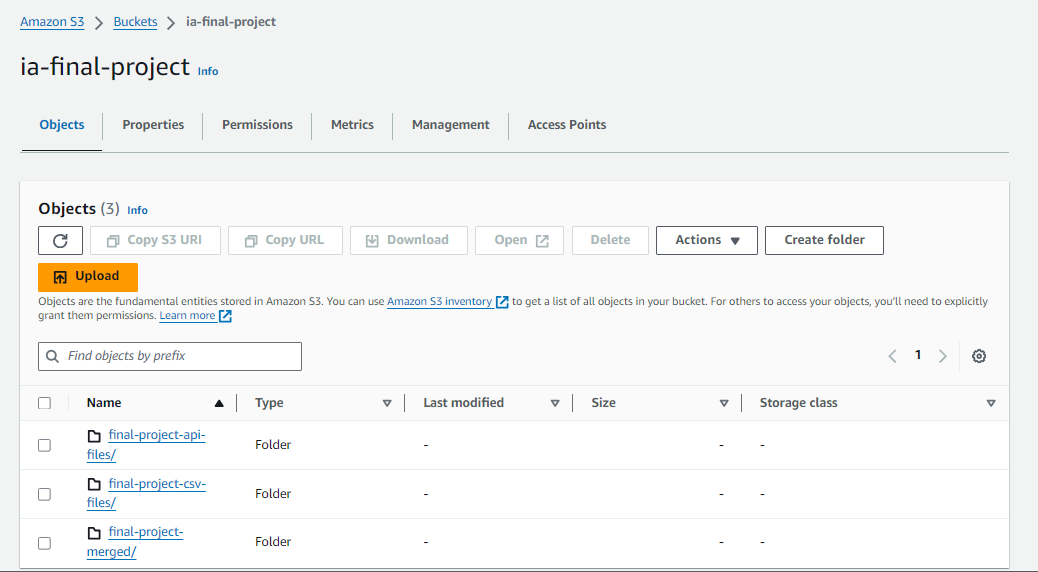 Amazon S3 > Buckets > ia-final-project
ia-final-project Info
Objects Properties Permissions Metrics Management Access Points
Objects (3) Info
Copy S3 URI Copy URL Download Open Delete Actions Create folder
Upload
Objects are the fundamental entities stored in Amazon S3. You can use Amazon S3 inventory to get a list of all objects in your bucket. For others to access your objects, you'll need to explicitly
grant them permissions. Learn more
Find objects by prefix 1
Name Type Last modified Size Storage class
final-project-api-
files/ Folder - - -
final-project-csv-
files/ Folder - - -
final-project-
merged/ Folder - - -